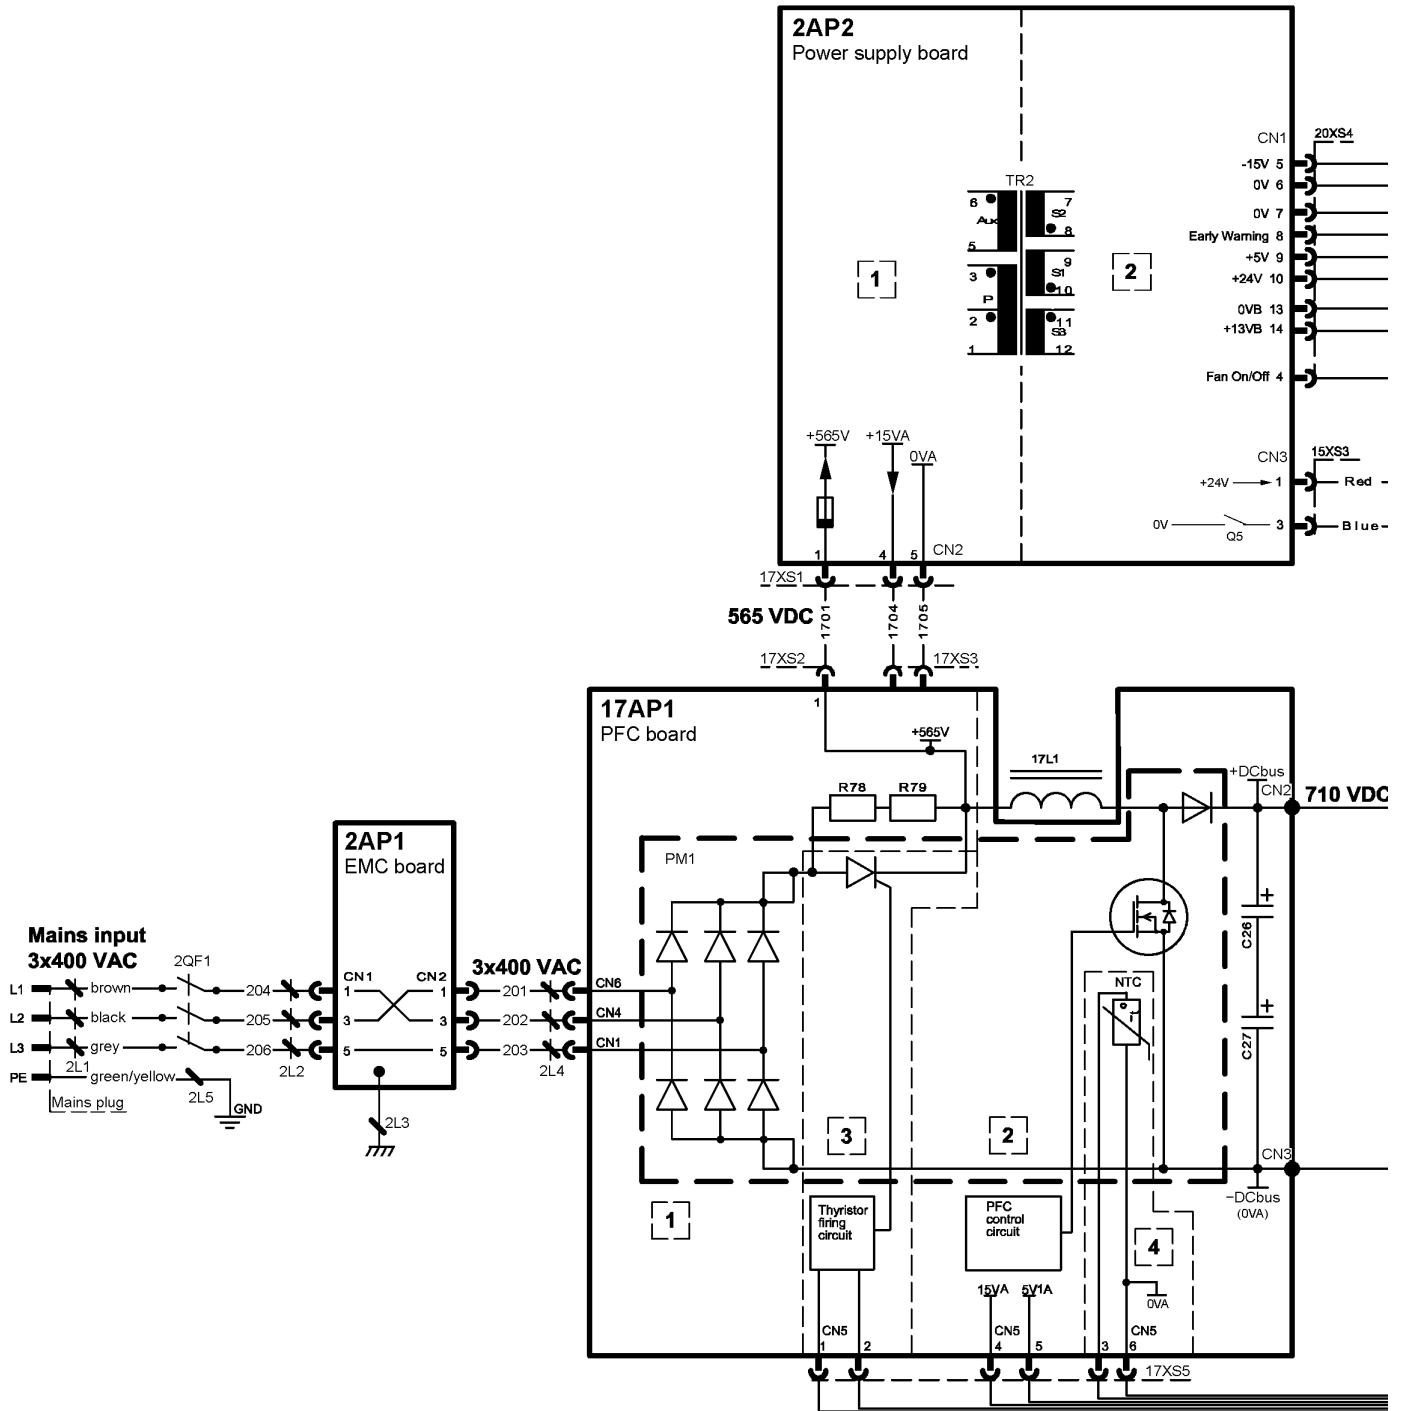 2AP2
Power supply board
CN1
20XS4
-15V 5
0V 6
0V 7
Early Warning 8
+5V 9
+24V 10
0VB 13
+13VB 14
Fan On/Off 4
TR2
6
Aux
5
3
P
2
1
7
S2
8
9
S1
10
11
S3
12
1
2
CN3
15XS3
+24V
1
Red
0V
Q5
3
Blue
+565V
+15VA
0VA
1
4
5
CN2
17XS1
565 VDC
1701
1704
1705
17XS2
17XS3
17AP1
PFC board
1
+565V
17L1
R78
R79
+DCbus
CN2
710 VDC
PM1
2AP1
EMC board
Mains input
3x400 VAC
2QF1
L1
brown
204
L2
black
205
L3
grey
206
PE
green/yellow
2L1
2L2
2L5
Mains plug
GND
CN1
CN2
1
1
3
3
5
5
2L3
3x400 VAC
201
202
203
2L4
CN6
CN4
CN1
NTC
-t
C26
+
C27
+
3
2
1
4
CN3
−DCbus
(0VA)
Thyristor
firing
circuit
PFC
control
circuit
15VA
5V1A
0VA
CN5
1
2
CN5
4
5
3
CN5
6
17XS5